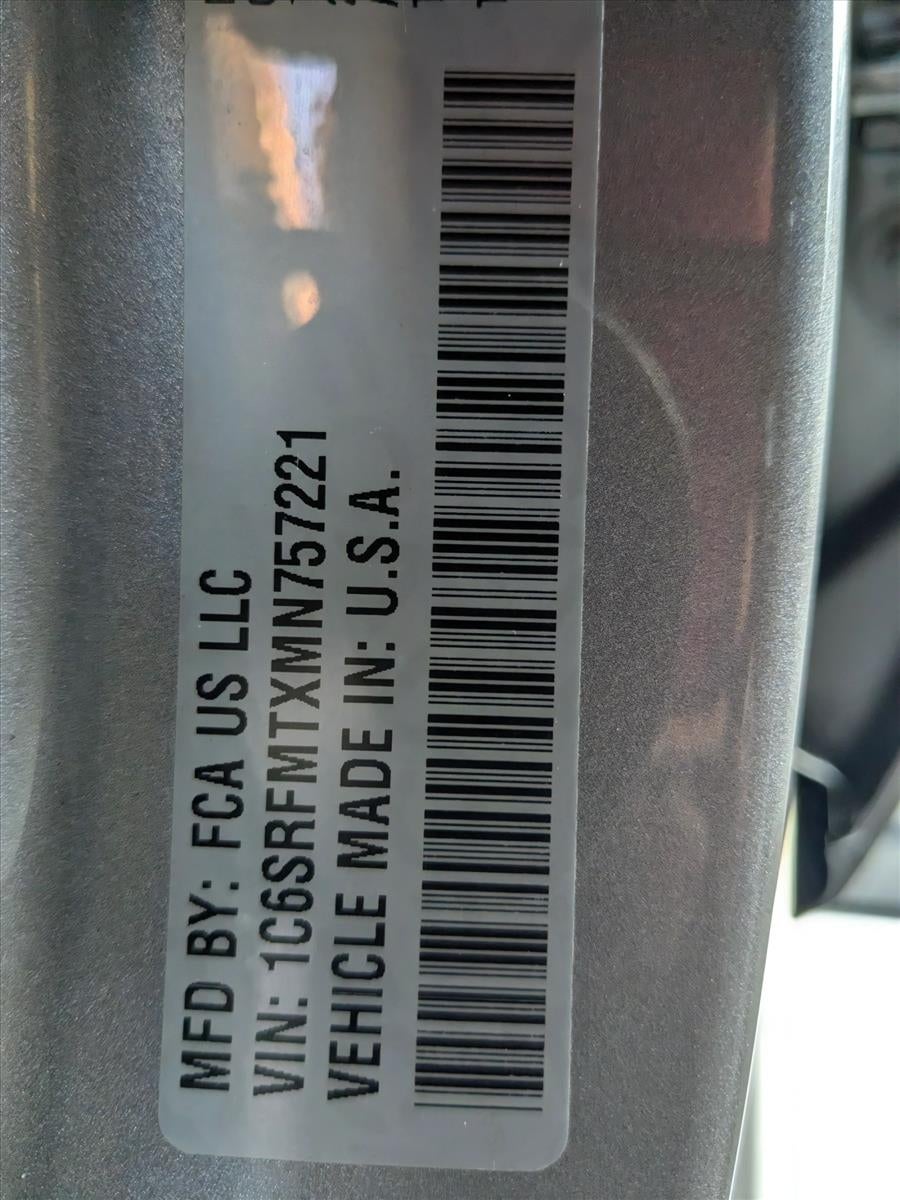 MFD BY: FCA US LLC
VIN: 1C6SRFMTXMN757221
VEHICLE MADE IN: U.S.A.